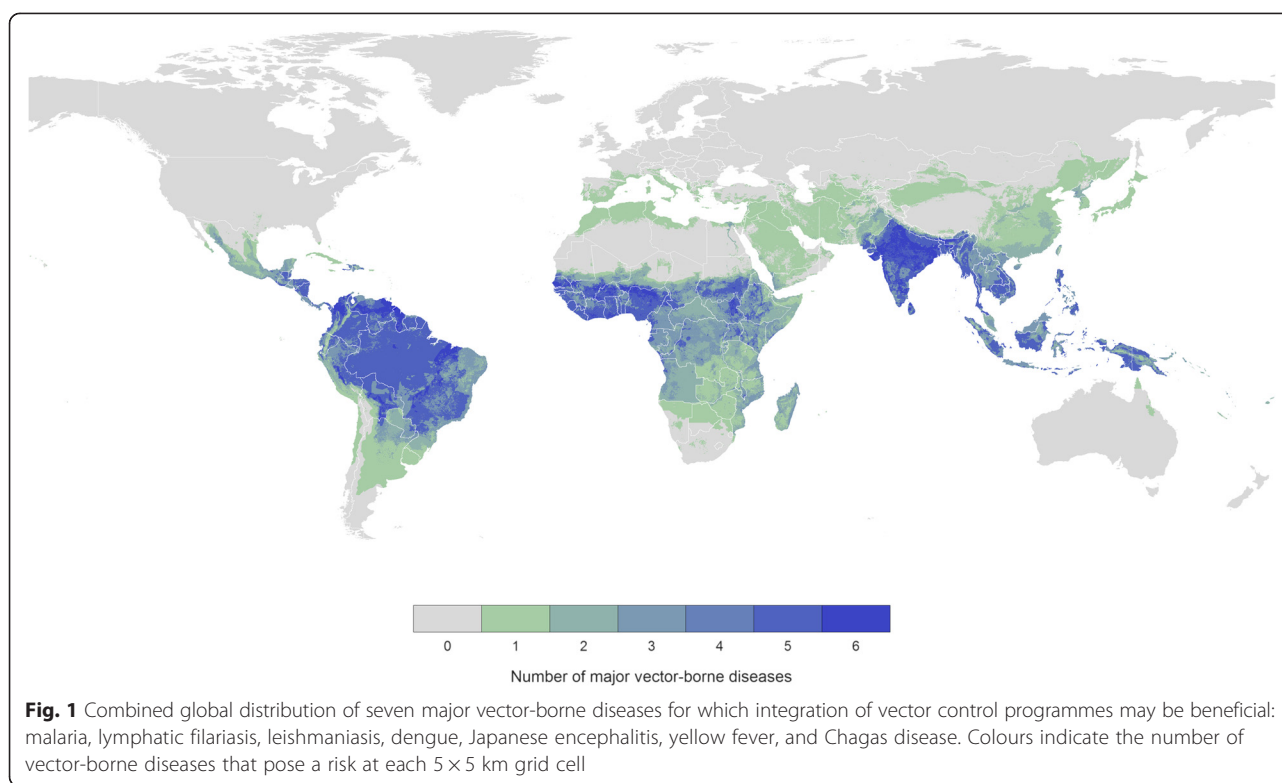 0 1 2 3 4 5 6
Number of major vector-borne diseases
Fig. 1 Combined global distribution of seven major vector-borne diseases for which integration of vector control programmes may be beneficial:
malaria, lymphatic filariasis, leishmaniasis, dengue, Japanese encephalitis, yellow fever, and Chagas disease. Colours indicate the number of
vector-borne diseases that pose a risk at each 5 × 5 km grid cell